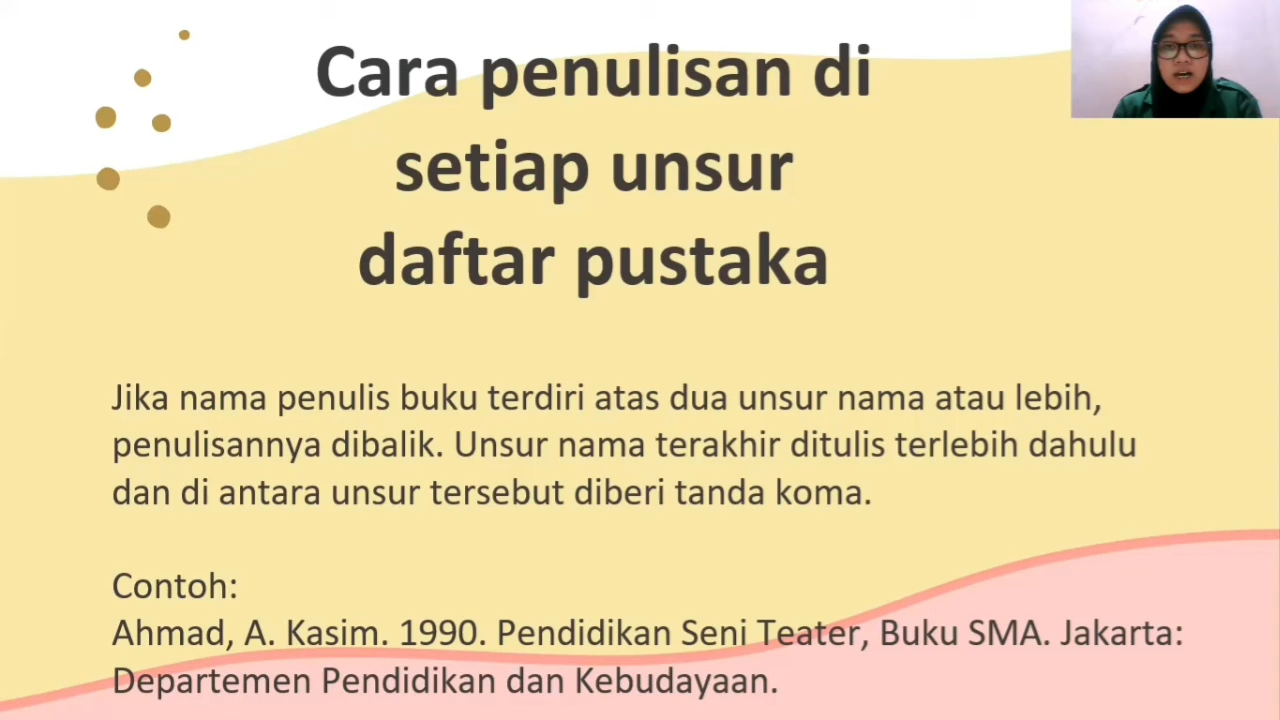 Cara penulisan di
setiap unsur
daftar pustaka
Jika nama penulis buku terdiri atas dua unsur nama atau lebih,
penulisannya dibalik. Unsur nama terakhir ditulis terlebih dahulu
dan di antara unsur tersebut diberi tanda koma.
Contoh:
Ahmad, A. Kasim. 1990. Pendidikan Seni Teater, Buku SMA. Jakarta:
Departemen Pendidikan dan Kebudayaan.